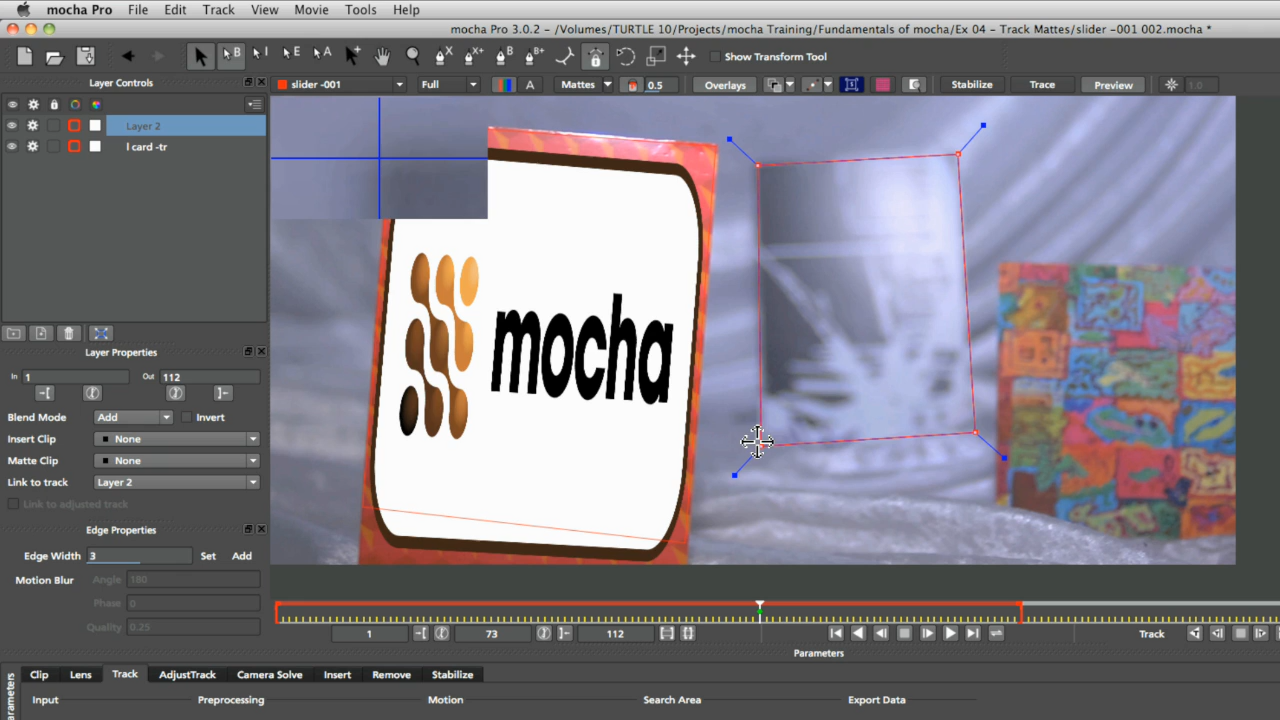 mocha Pro File Edit Track View Movie Tools Help
mocha Pro 3.0.2 - /Volumes/TURTLE 10/Projects/mocha Training/Fundamentals of mocha/Ex 04 - Track Mattes/slider -001 002.mocha *
B I E A X X+ B B+ Show Transform Tool
Layer Controls
slider -001 Full A Mattes 0.5 Overlays Stabilize Trace Preview 1.0
Layer 2
l card -tr
mocha
Layer Properties
In 1 Out 112
Blend Mode Add Invert
Insert Clip None
Matte Clip None
Link to track Layer 2
Link to adjusted track
Edge Properties
Edge Width 3 Set Add
Motion Blur Angle 180
Phase 0
Quality 0.25
1 73 112 Track
Parameters
Clip Lens Track AdjustTrack Camera Solve Insert Remove Stabilize
Input Preprocessing Motion Search Area Export Data
arameters